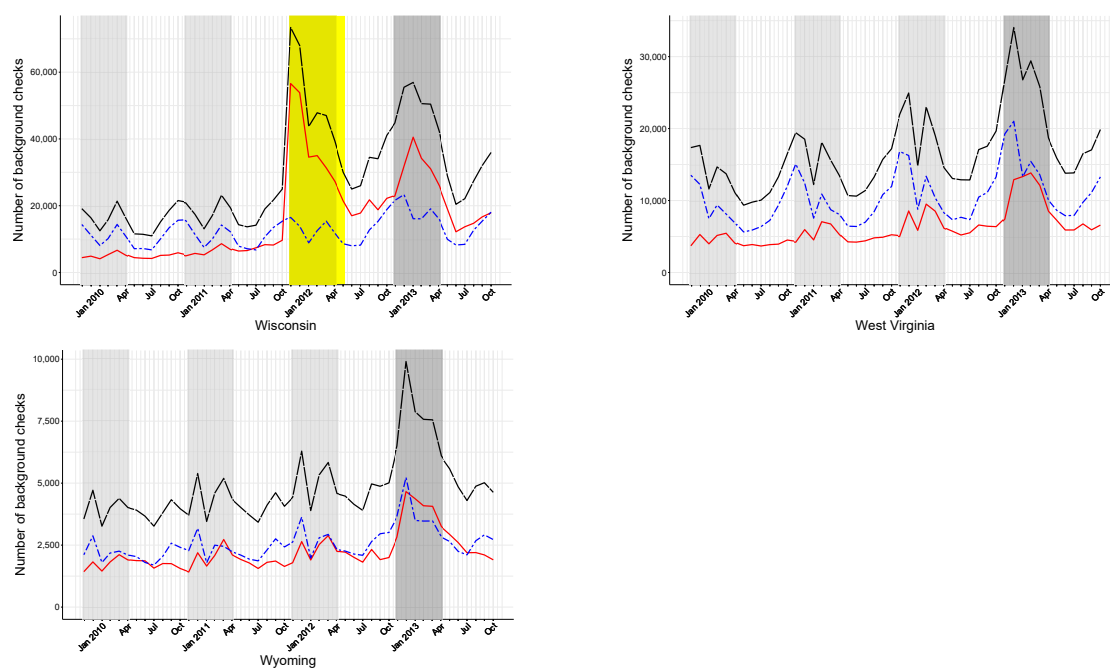 Number of background checks
60,000
40,000
20,000
0
Jan 2010 Apr Jul Oct Jan 2011 Apr Jul Oct Jan 2012 Apr Jul Oct Jan 2013 Apr Jul Oct
Wisconsin
Number of background checks
30,000
20,000
10,000
0
Jan 2010 Apr Jul Oct Jan 2011 Apr Jul Oct Jan 2012 Apr Jul Oct Jan 2013 Apr Jul Oct
West Virginia
Number of background checks
10,000
7,500
5,000
2,500
0
Jan 2010 Apr Jul Oct Jan 2011 Apr Jul Oct Jan 2012 Apr Jul Oct Jan 2013 Apr Jul Oct
Wyoming